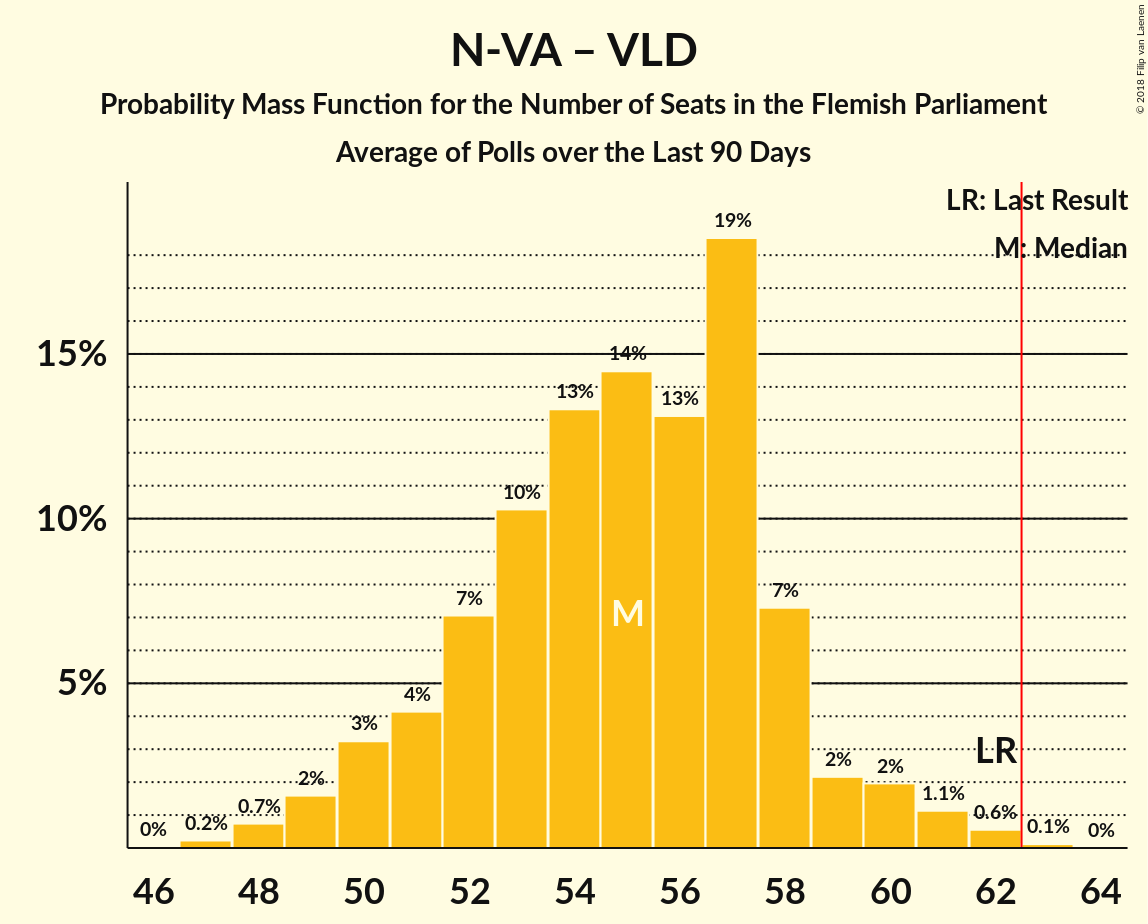 N-VA – VLD
Probability Mass Function for the Number of Seats in the Flemish Parliament
Average of Polls over the Last 90 Days
© 2018 Filip van Laenen
LR: Last Result
M: Median
15%
10%
5%
0%
0.2%
0.7%
2%
3%
4%
7%
10%
13%
14%
13%
19%
7%
2%
2%
1.1%
0.6%
0.1%
0%
M
LR
46 48 50 52 54 56 58 60 62 64